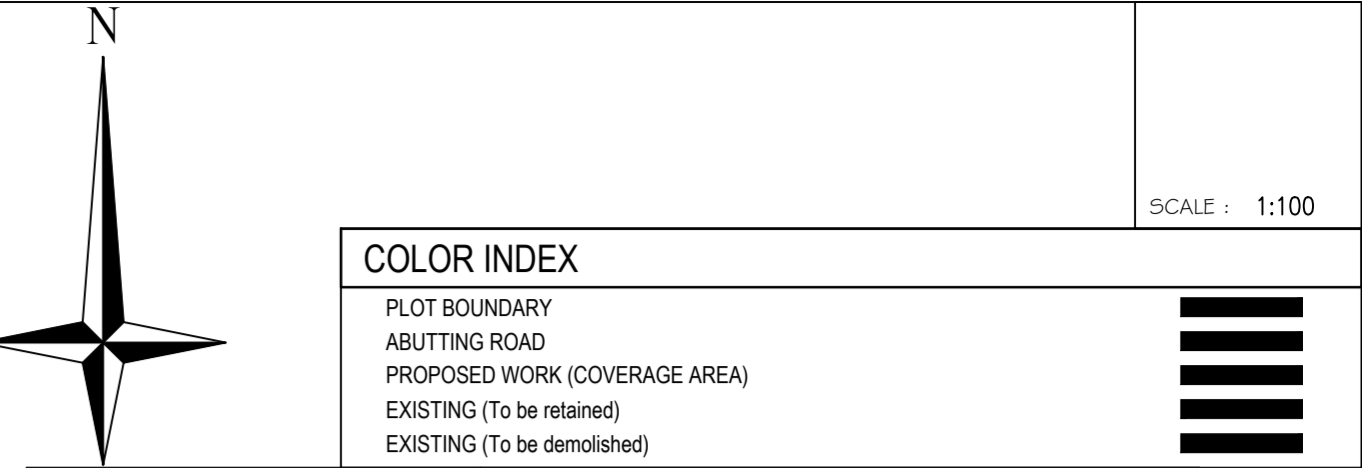 N
SCALE : 1:100
COLOR INDEX
PLOT BOUNDARY
ABUTTING ROAD
PROPOSED WORK (COVERAGE AREA)
EXISTING (To be retained)
EXISTING (To be demolished)